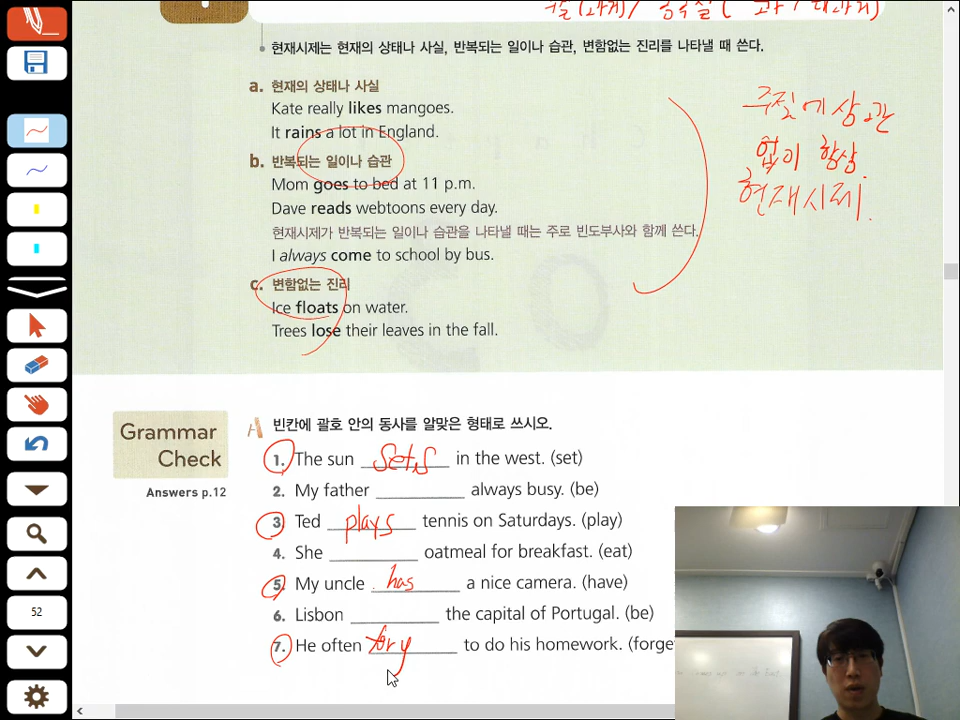 현재시제는 현재의 상태나 사실, 반복되는 일이나 습관, 변함없는 진리를 나타낼 때 쓴다.
a. 현재의 상태나 사실
Kate really likes mangoes.
It rains a lot in England.
b. 반복되는 일이나 습관
Mom goes to bed at 11 p.m.
Dave reads webtoons every day.
현재시제가 반복되는 일이나 습관을 나타낼 때는 주로 빈도부사와 함께 쓴다.
I always come to school by bus.
c. 변함없는 진리
Ice floats on water.
Trees lose their leaves in the fall.
에 상관
없이 항상
현재시제.
Grammar
Check
Answers p.12
A 빈칸에 괄호 안의 동사를 알맞은 형태로 쓰시오.
1. The sun sets in the west. (set)
2. My father always busy. (be)
3. Ted plays tennis on Saturdays. (play)
4. She oatmeal for breakfast. (eat)
5. My uncle has a nice camera. (have)
6. Lisbon the capital of Portugal. (be)
7. He often to do his homework. (forge
52